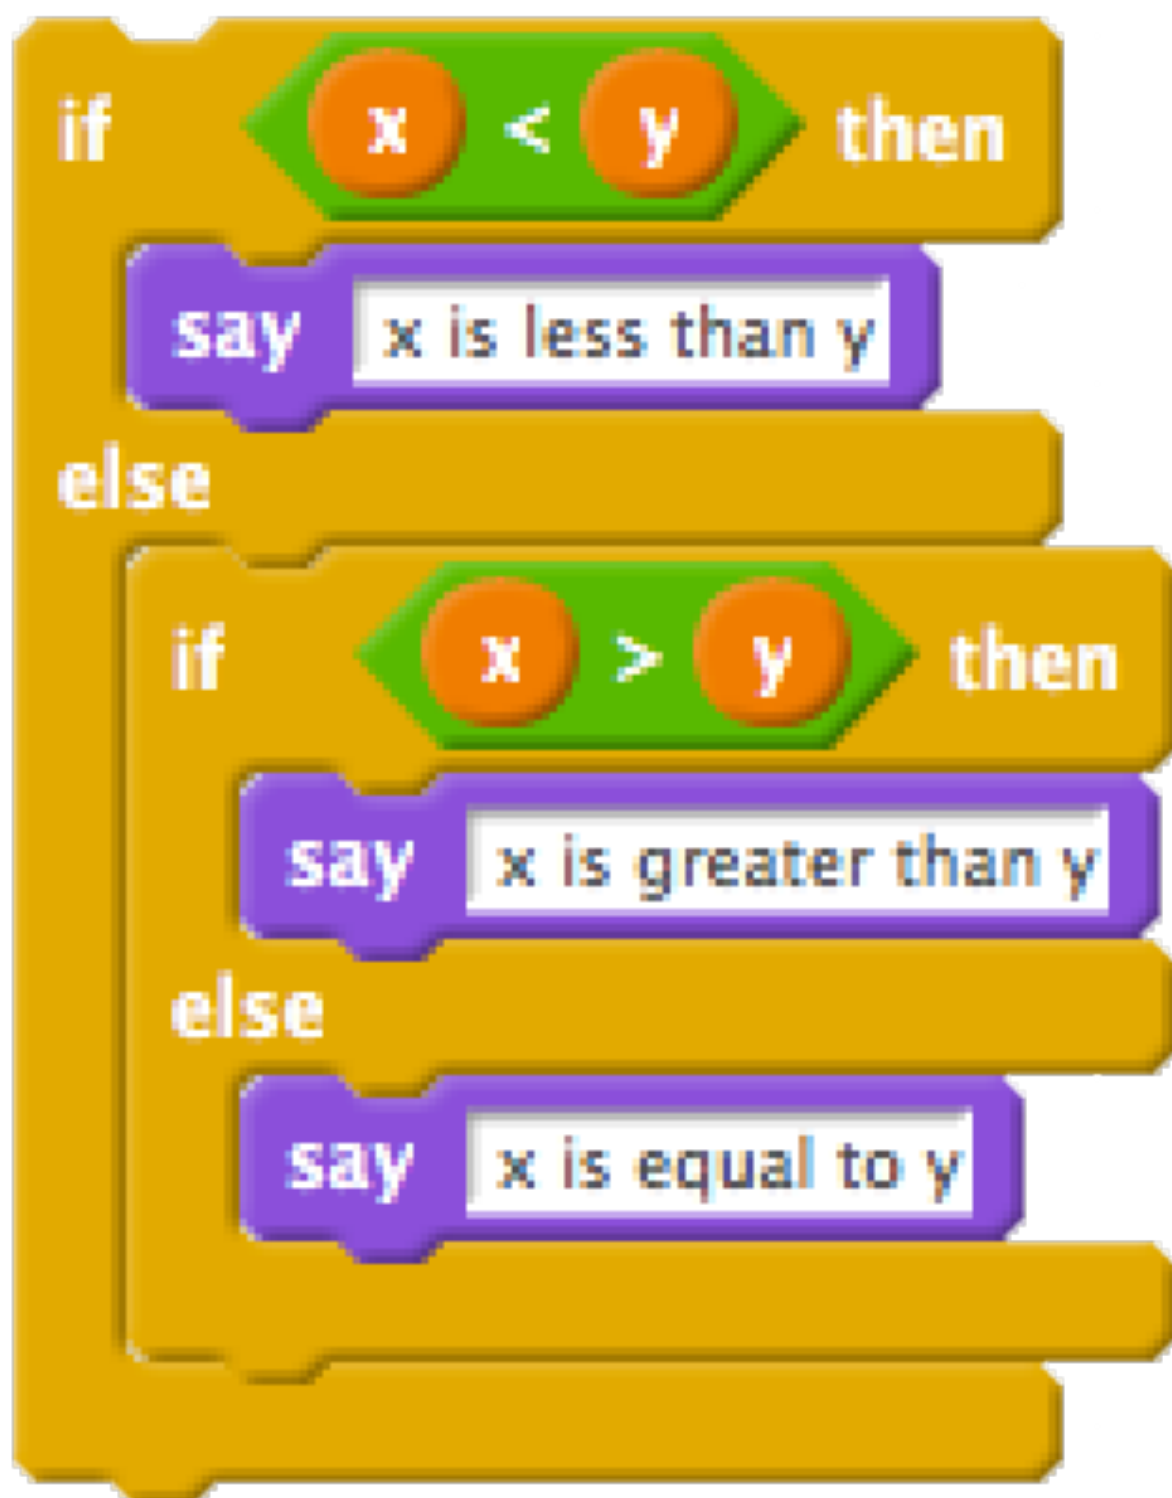 if x < y then
say x is less than y
else
if x > y then
say x is greater than y
else
say x is equal to y